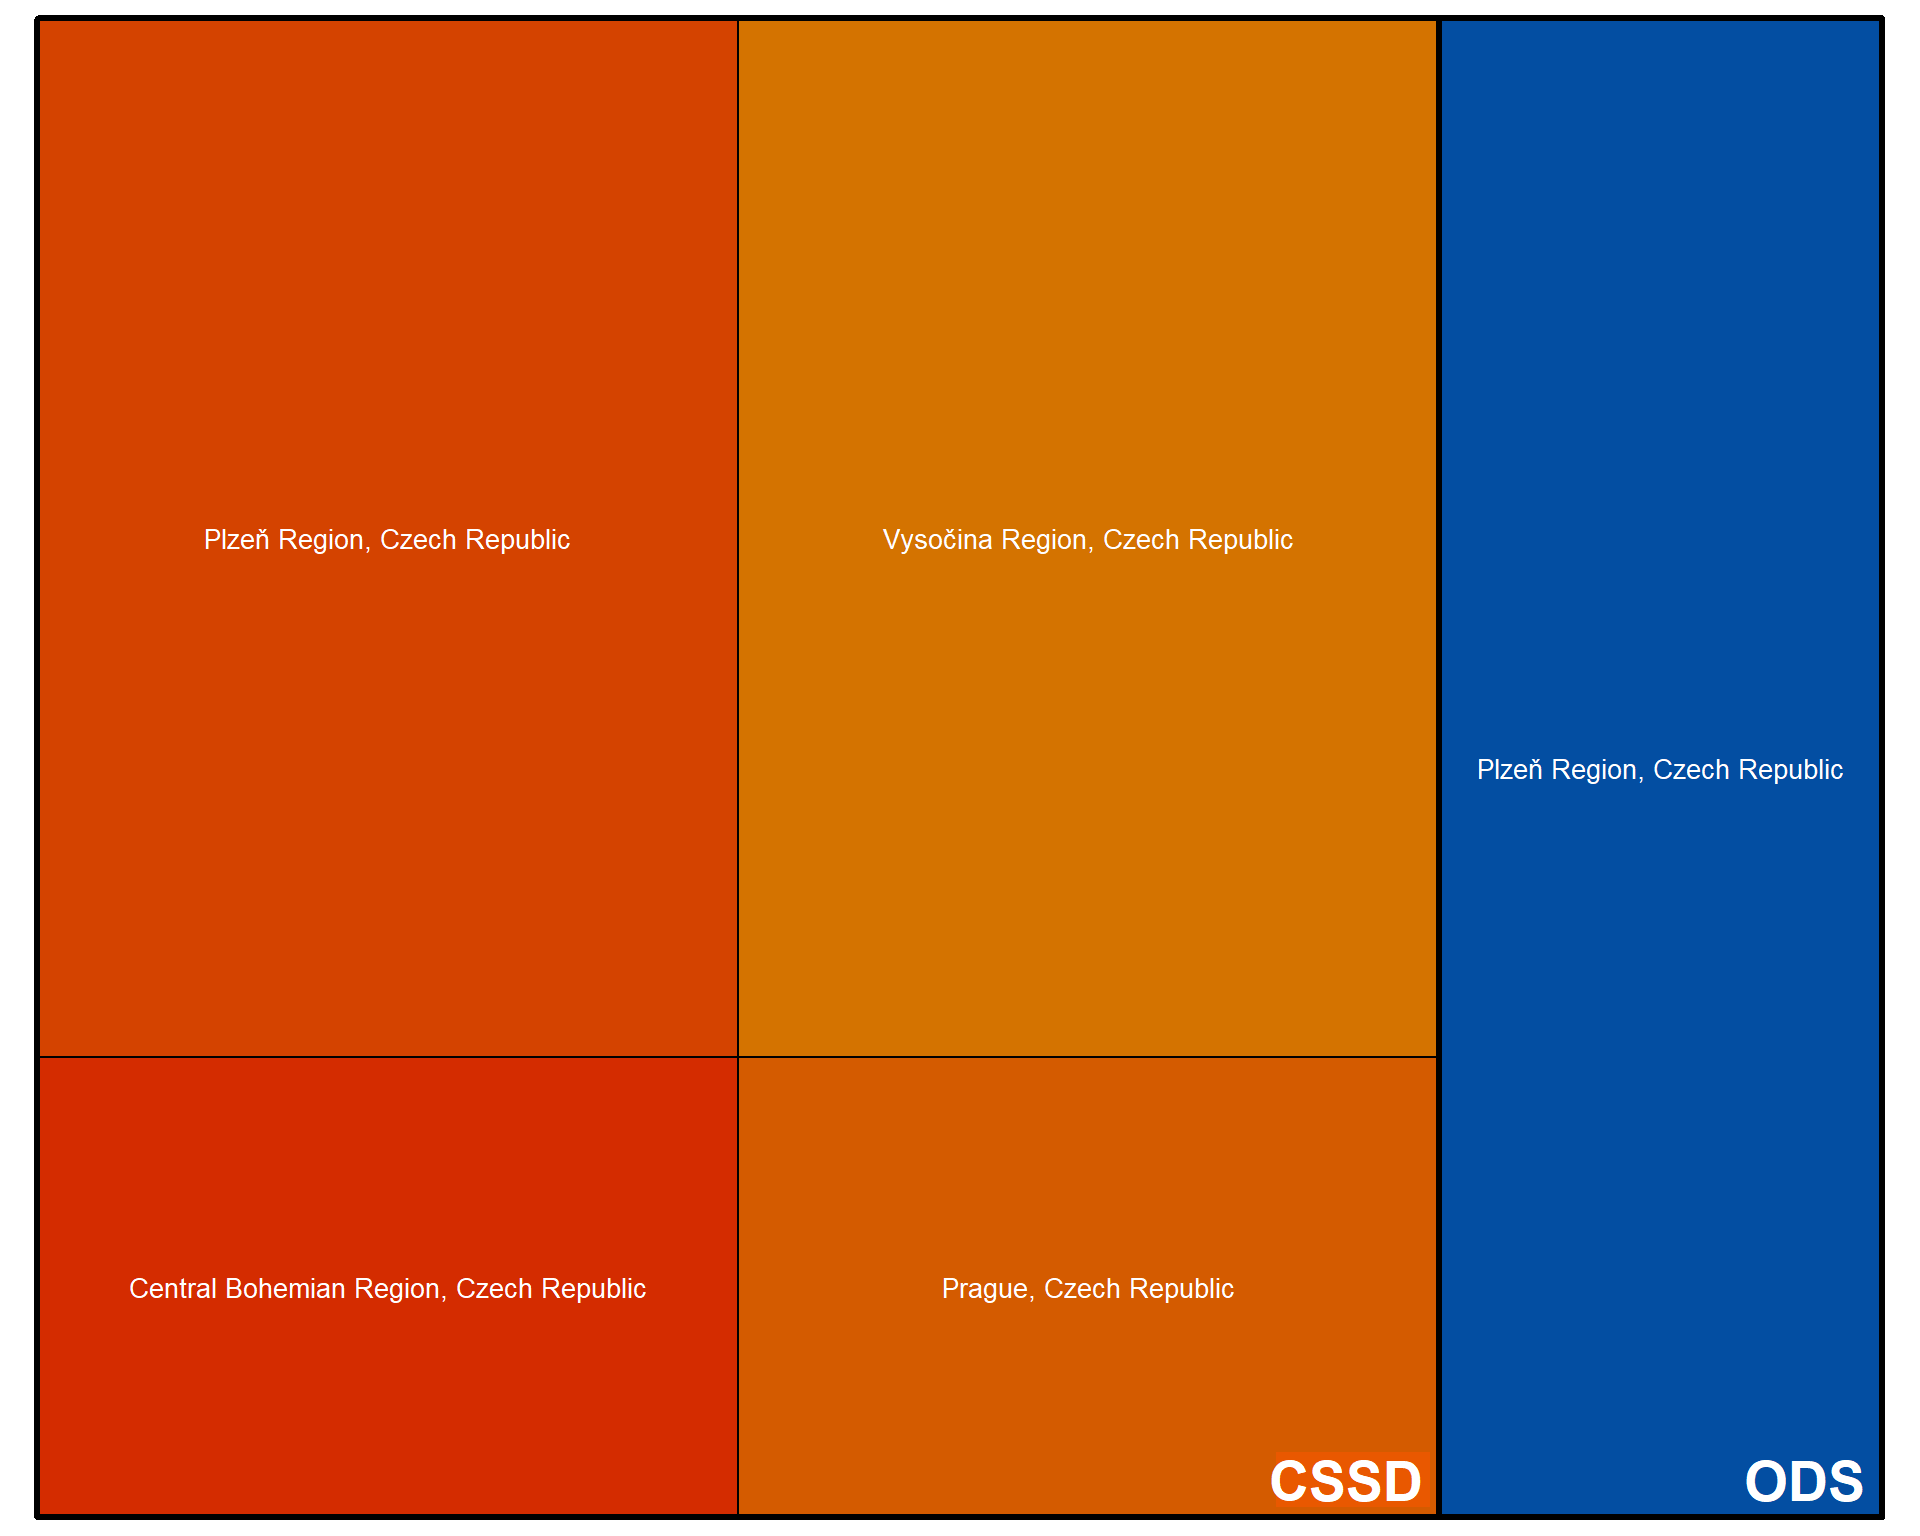 Plzeň Region, Czech Republic
Vysočina Region, Czech Republic
Plzeň Region, Czech Republic
Central Bohemian Region, Czech Republic
Prague, Czech Republic
CSSD
ODS